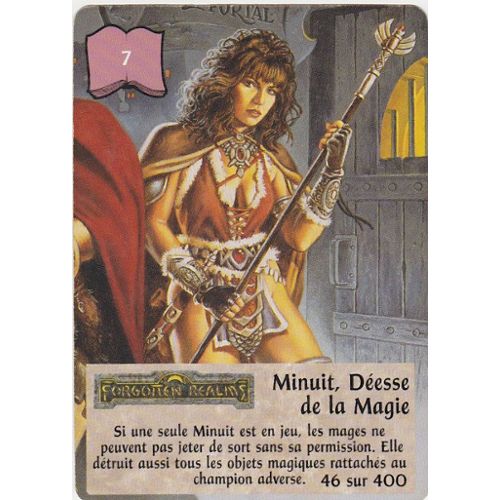 PORTAL
7
FORGOTTEN REALMS
Minuit, Déesse
de la Magie
Si une seule Minuit est en jeu, les mages ne
peuvent pas jeter de sort sans sa permission. Elle
détruit aussi tous les objets magiques rattachés au
champion adverse. 46 sur 400